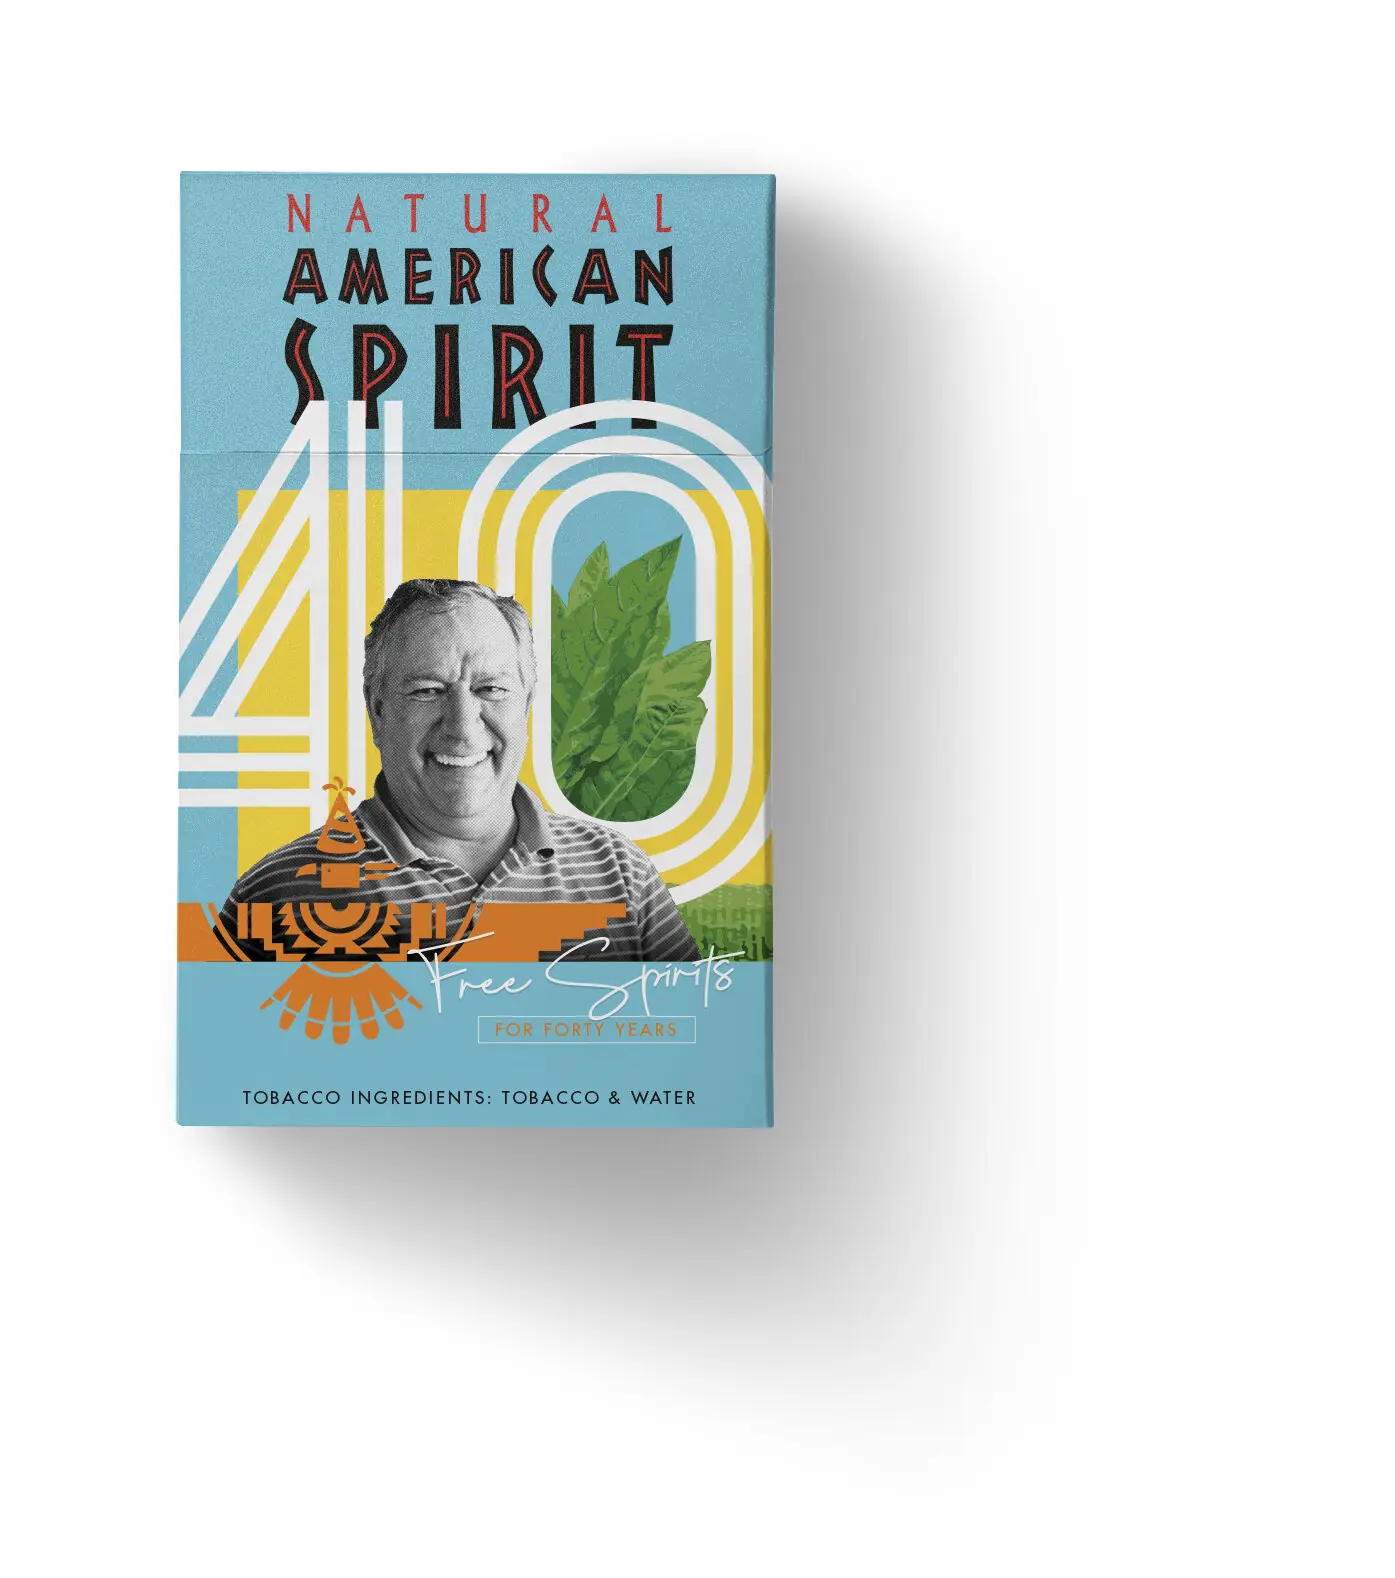 NATURAL
AMERICAN
SPIRIT
40
Free Spirits
FOR FORTY YEARS
TOBACCO INGREDIENTS: TOBACCO & WATER